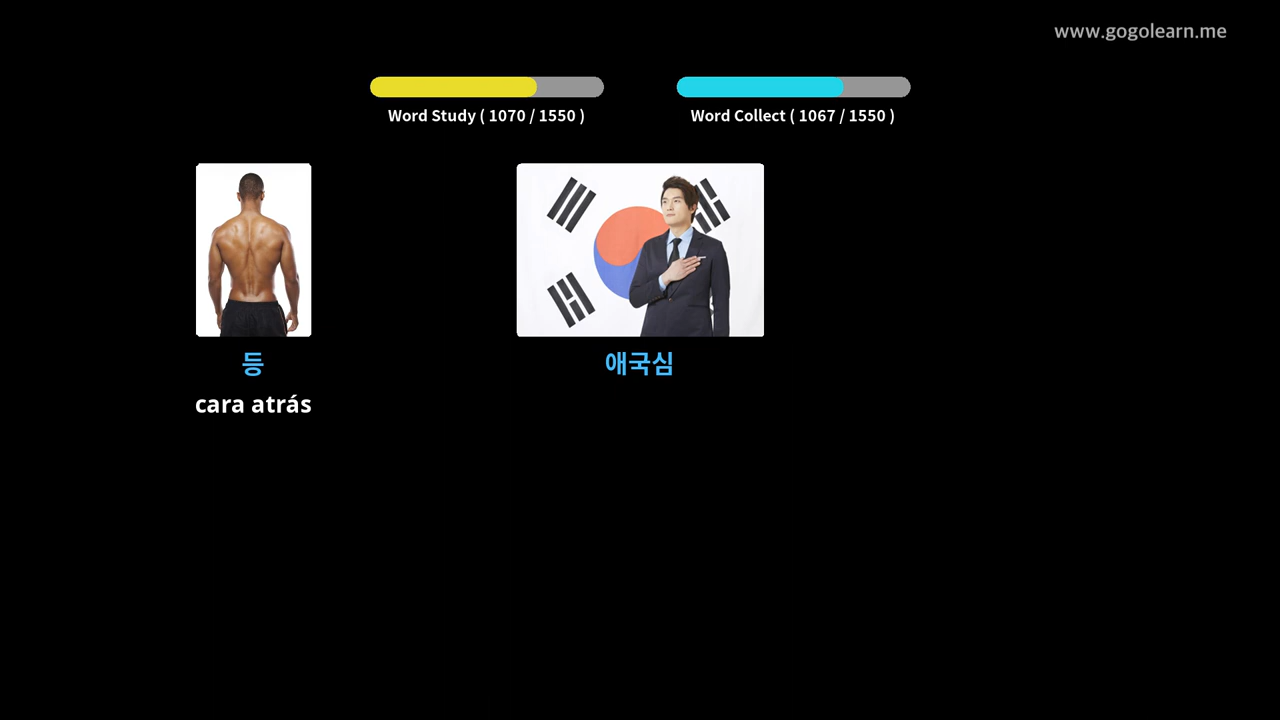 www.gogolearn.me
Word Study ( 1070 / 1550 )
Word Collect ( 1067 / 1550 )
등
애국심
cara atrás